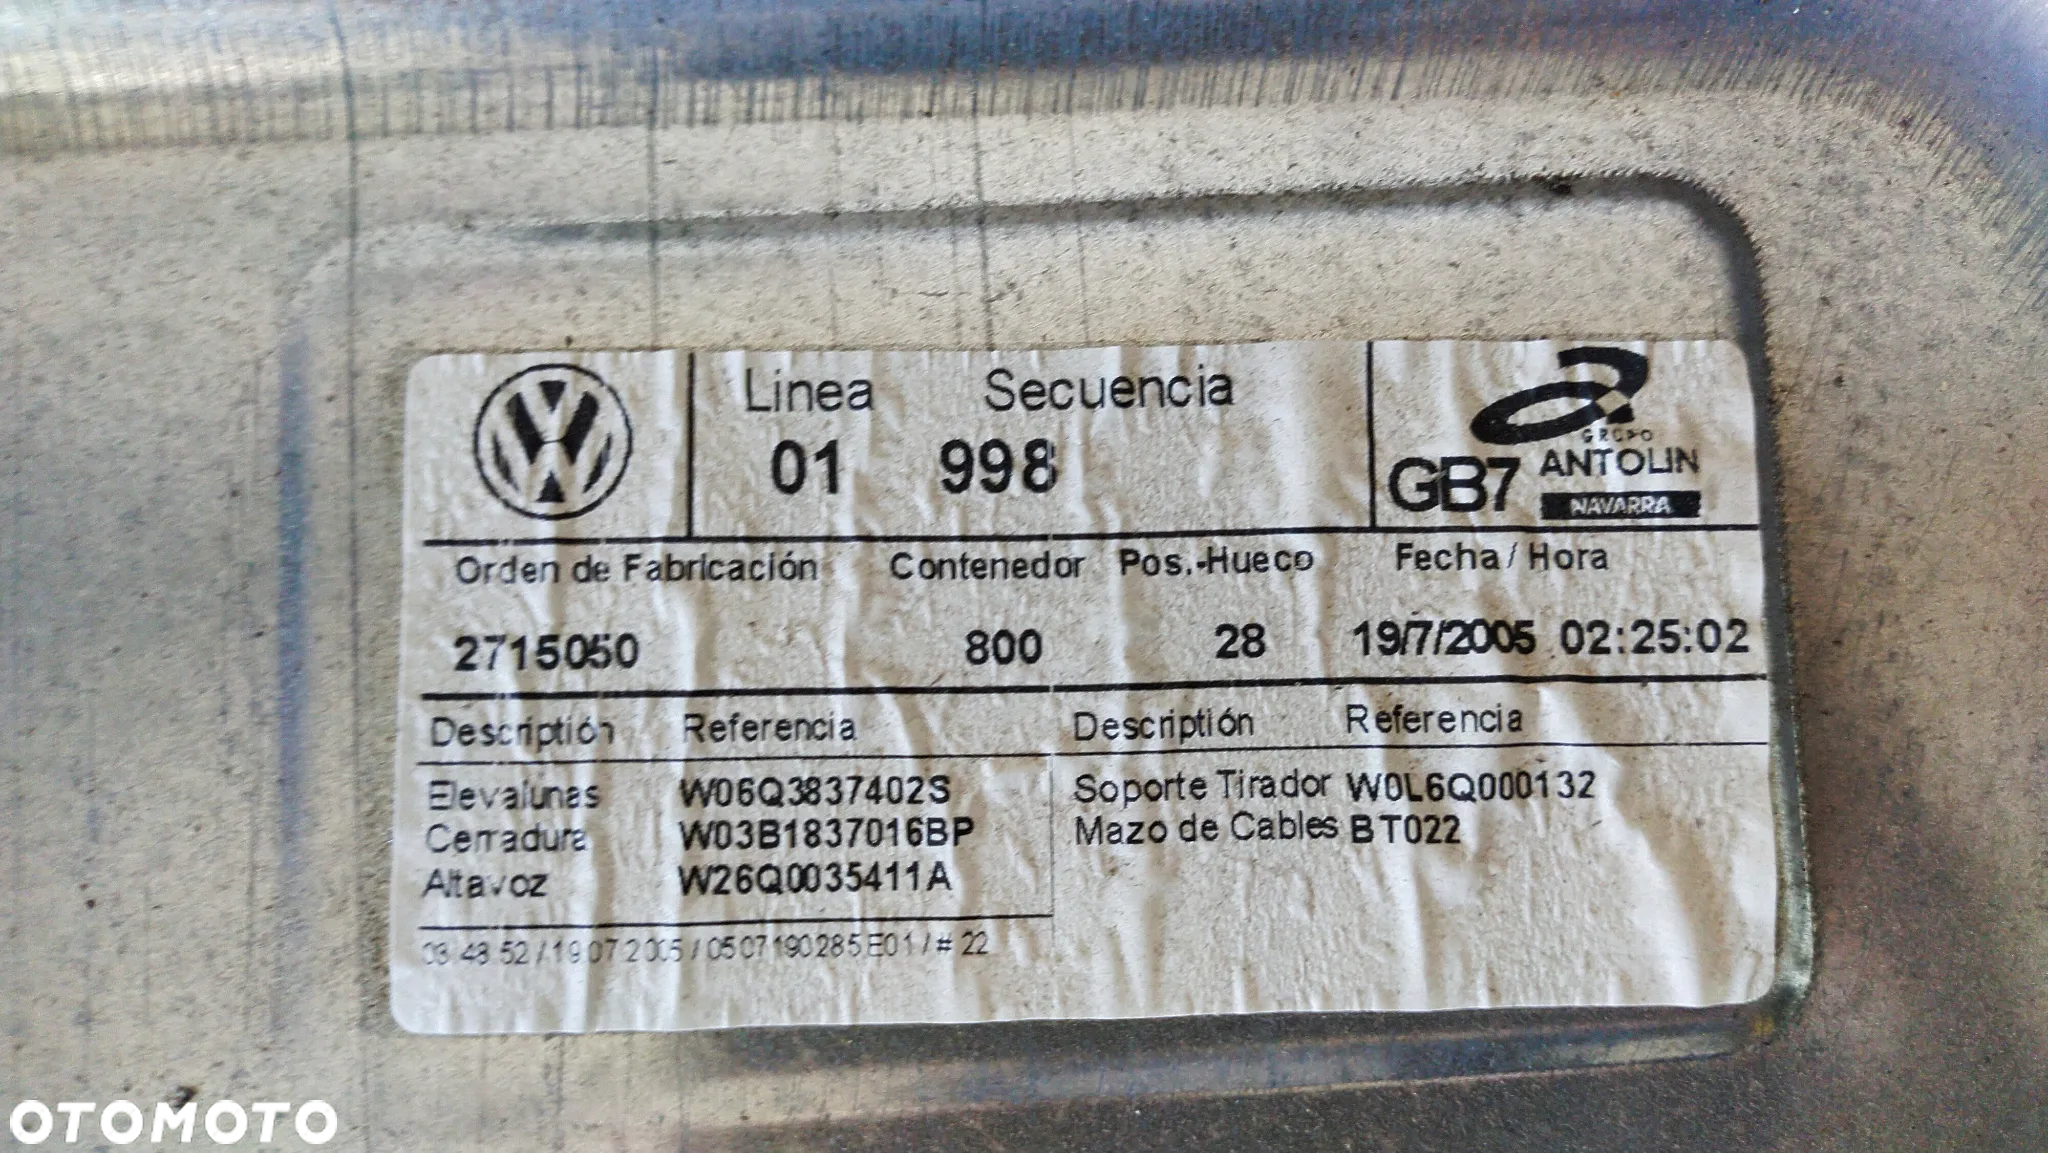 Linea Secuencia
01 998
GRUPO
GB7 ANTOLIN
NAVARRA
Orden de Fabricación Contenedor Pos.-Hueco Fecha / Hora
2715050 800 28 19/7/2005 02:25:02
Descriptión Referencia Descriptión Referencia
Elevalunas W06Q3837402S Soporte Tirador W0L6Q000132
Cerradura W03B1837016BP Mazo de Cables BT022
Altavoz W26Q0035411A
03 48 52 / 19 07 2005 / 0507190285E01 / # 22
OTOMOTO